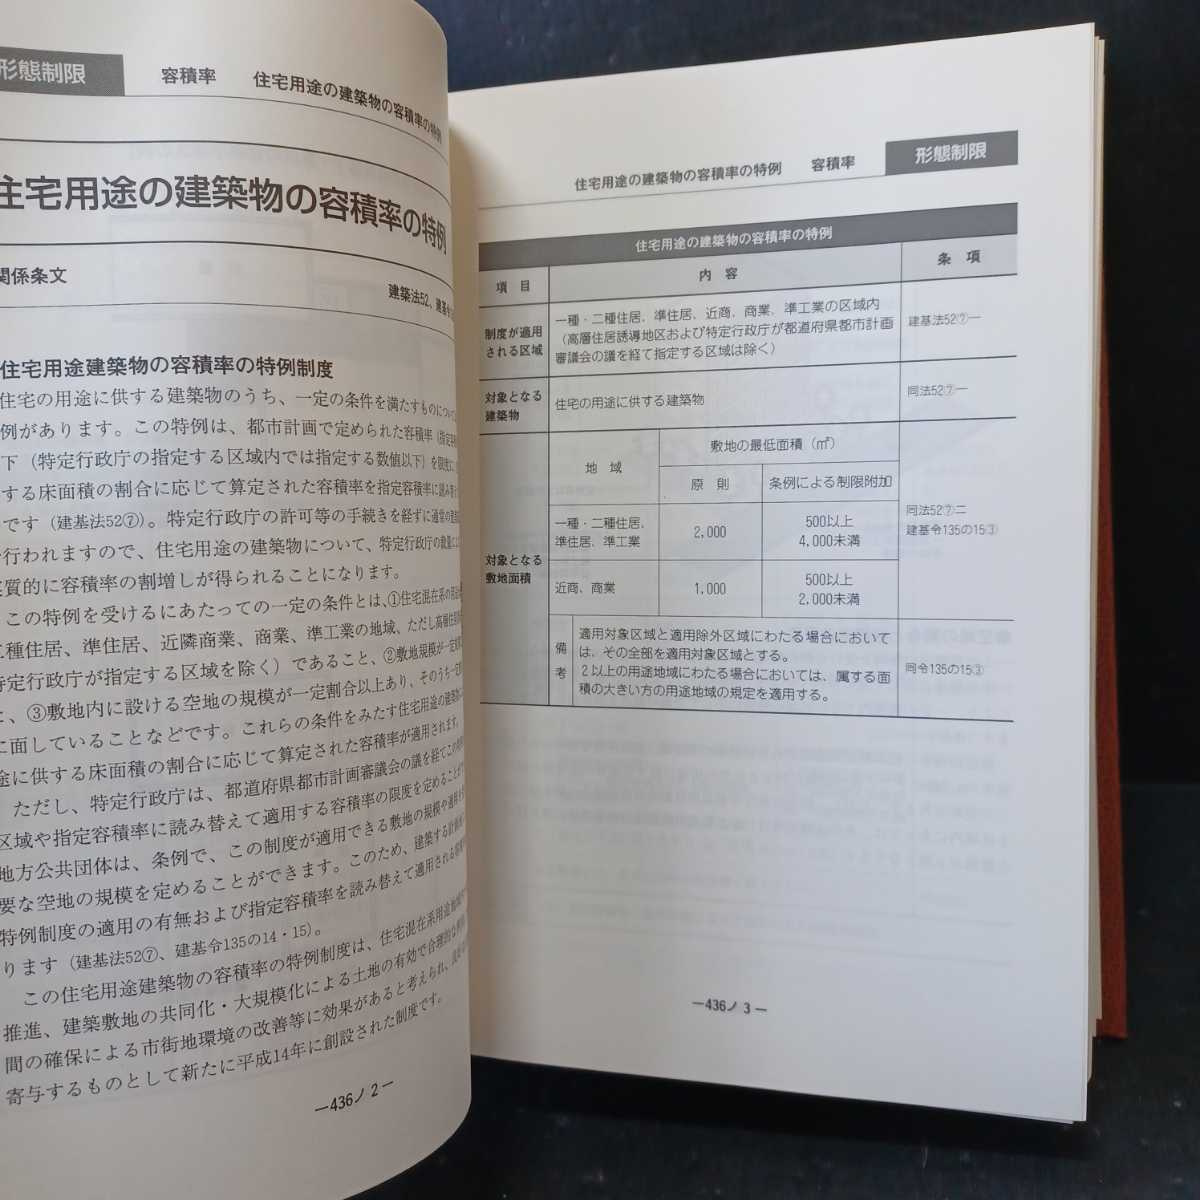 形態制限　容積率　住宅用途の建築物の容積率の特例
住宅用途の建築物の容積率の特例
関係条文　建築法52、建基令
住宅用途建築物の容積率の特例制度
住宅の用途に供する建築物のうち、一定の条件を満たすものについて
例があります。この特例は、都市計画で定められた容積率
下（特定行政庁の指定する区域内では指定する数値以下）を限度に
する床面積の割合に応じて算定された容積率を指定容積率に読み替え
です（建基法52⑦）。特定行政庁の許可等の手続きを経ずに通常の
行われますので、住宅用途の建築物について、特定行政庁の裁量に
質的に容積率の割増しが得られることになります。
この特例を受けるにあたっての一定の条件とは、①住宅混在系の
二種住居、準住居、近隣商業、商業、準工業の地域、ただし高層住居
特定行政庁が指定する区域を除く）であること、②敷地規模が一定
③敷地内に設ける空地の規模が一定割合以上あり、そのうち一定
に面していることなどです。これらの条件をみたす住宅用途の建築物
途に供する床面積の割合に応じて算定された容積率が適用されます。
ただし、特定行政庁は、都道府県都市計画審議会の議を経てこの
区域や指定容積率に読み替えて適用する容積率の限度を定めることが
地方公共団体は、条例で、この制度が適用できる敷地の規模や適用
要な空地の規模を定めることができます。このため、建築する計画
特例制度の適用の有無および指定容積率を読み替えて適用される
ります（建基法52⑦、建基令135の14・15）。
この住宅用途建築物の容積率の特例制度は、住宅混在系用途地域
推進、建築敷地の共同化・大規模化による土地の有効で合理的な
間の確保による市街地環境の改善等に効果があると考えられ、
寄与するものとして新たに平成14年に創設された制度です。
—436ノ2—
住宅用途の建築物の容積率の特例　容積率　形態制限
住宅用途の建築物の容積率の特例
項　目　内　容　条　項
制度が適用
される区域
一種・二種住居、準住居、近商、商業、準工業の区域内
（高層住居誘導地区および特定行政庁が都道府県都市計画
審議会の議を経て指定する区域は除く）
建基法52⑦一
対象となる
建築物
住宅の用途に供する建築物
同法52⑦一
対象となる
敷地面積
地　域
敷地の最低面積（㎡）
原　則　条例による制限附加
一種・二種住居、
準住居、準工業
2,000
500以上
4,000未満
近商、商業
1,000
500以上
2,000未満
同法52⑦二
建基令135の15③
備
考
適用対象区域と適用除外区域にわたる場合において
は、その全部を適用対象区域とする。
２以上の用途地域にわたる場合においては、属する面
積の大きい方の用途地域の規定を適用する。
同令135の15③
—436ノ3—